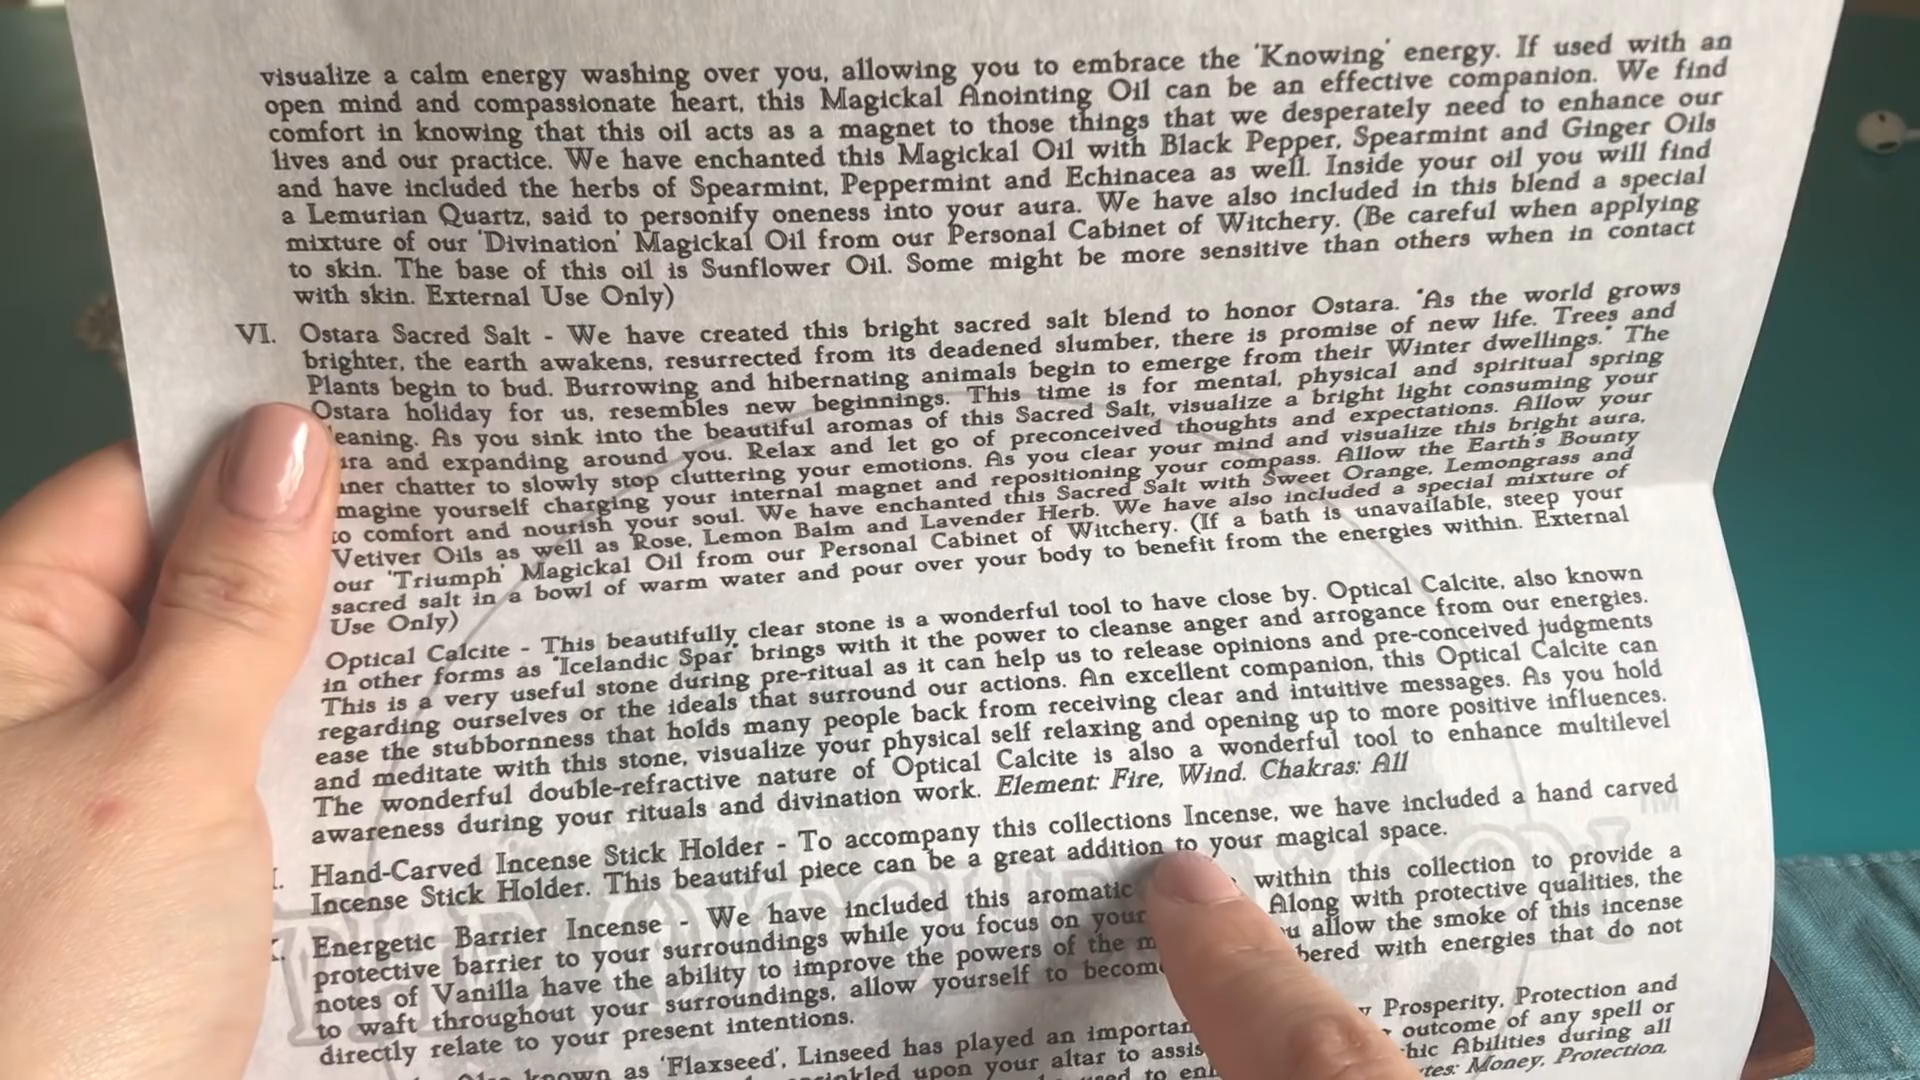 visualize a calm energy washing over you, allowing you to embrace the 'Knowing' energy. If used with an
open mind and compassionate heart, this Magickal Anointing Oil can be an effective companion. We find
comfort in knowing that this oil acts as a magnet to those things that we desperately need to enhance our
lives and our practice. We have enchanted this Magickal Oil with Black Pepper, Spearmint and Ginger Oils
and have included the herbs of Spearmint, Peppermint and Echinacea as well. Inside your oil you will find
a Lemurian Quartz, said to personify oneness into your aura. We have also included in this blend a special
mixture of our 'Divination' Magickal Oil from our Personal Cabinet of Witchery. (Be careful when applying
to skin. The base of this oil is Sunflower Oil. Some might be more sensitive than others when in contact
with skin. External Use Only)
VI. Ostara Sacred Salt - We have created this bright sacred salt blend to honor Ostara. "As the world grows
brighter, the earth awakens, resurrected from its deadened slumber, there is promise of new life. Trees and
Plants begin to bud. Burrowing and hibernating animals begin to emerge from their Winter dwellings." The
Ostara holiday for us, resembles new beginnings. This time is for mental, physical and spiritual spring
eaning. As you sink into the beautiful aromas of this Sacred Salt, visualize a bright light consuming your
ura and expanding around you. Relax and let go of preconceived thoughts and expectations. Allow your
ner chatter to slowly stop cluttering your emotions. As you clear your mind and visualize this bright aura,
magine yourself charging your internal magnet and repositioning your compass. Allow the Earth's Bounty
to comfort and nourish your soul. We have enchanted this Sacred Salt with Sweet Orange, Lemongrass and
Vetiver Oils as well as Rose, Lemon Balm and Lavender Herb. We have also included a special mixture of
our 'Triumph' Magickal Oil from our Personal Cabinet of Witchery. (If a bath is unavailable, steep your
sacred salt in a bowl of warm water and pour over your body to benefit from the energies within. External
Use Only)
Optical Calcite - This beautifully clear stone is a wonderful tool to have close by. Optical Calcite, also known
in other forms as "Icelandic Spar" brings with it the power to cleanse anger and arrogance from our energies.
This is a very useful stone during pre-ritual as it can help us to release opinions and pre-conceived judgments
regarding ourselves or the ideals that surround our actions. An excellent companion, this Optical Calcite can
ease the stubbornness that holds many people back from receiving clear and intuitive messages. As you hold
and meditate with this stone, visualize your physical self relaxing and opening up to more positive influences.
The wonderful double-refractive nature of Optical Calcite is also a wonderful tool to enhance multilevel
awareness during your rituals and divination work. Element: Fire, Wind. Chakras: All
I. Hand-Carved Incense Stick Holder - To accompany this collections Incense, we have included a hand carved
Incense Stick Holder. This beautiful piece can be a great addition to your magical space.
Energetic Barrier Incense - We have included this aromatic within this collection to provide a
protective barrier to your surroundings while you focus on your Along with protective qualities, the
notes of Vanilla have the ability to improve the powers of the m u allow the smoke of this incense
to waft throughout your surroundings, allow yourself to becom bered with energies that do not
directly relate to your present intentions.
known as 'Flaxseed', Linseed has played an importan y Prosperity, Protection and
sprinkled upon your altar to assis outcome of any spell or
used to en hic Abilities during all
tes: Money, Protection,
TM